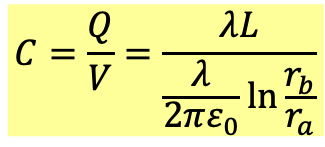 C = Q/V = λL / (λ/(2πε₀) ln r_b/r_a)